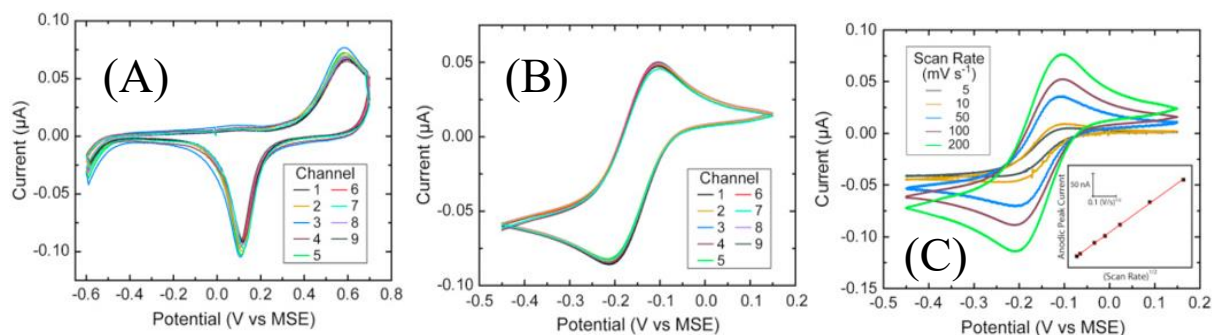 (A)
Current (µA)
0.10
0.05
0.00
-0.05
-0.10
Channel
1 6
2 7
3 8
4 9
5
-0.6 -0.4 -0.2 0.0 0.2 0.4 0.6 0.8
Potential (V vs MSE)
(B)
Current (µA)
0.10
0.05
0.00
-0.05
-0.10
Channel
1 6
2 7
3 8
4 9
5
-0.5 -0.4 -0.3 -0.2 -0.1 0.0 0.1 0.2
Potential (V vs MSE)
(C)
Current (µA)
0.10
0.05
0.00
-0.05
-0.10
-0.15
Scan Rate
(mV s⁻¹)
5
10
50
100
200
Anodic Peak Current
50 nA
0.1 (V/s)¹ᐟ²
(Scan Rate)¹ᐟ²
-0.5 -0.4 -0.3 -0.2 -0.1 0.0 0.1 0.2
Potential (V vs MSE)